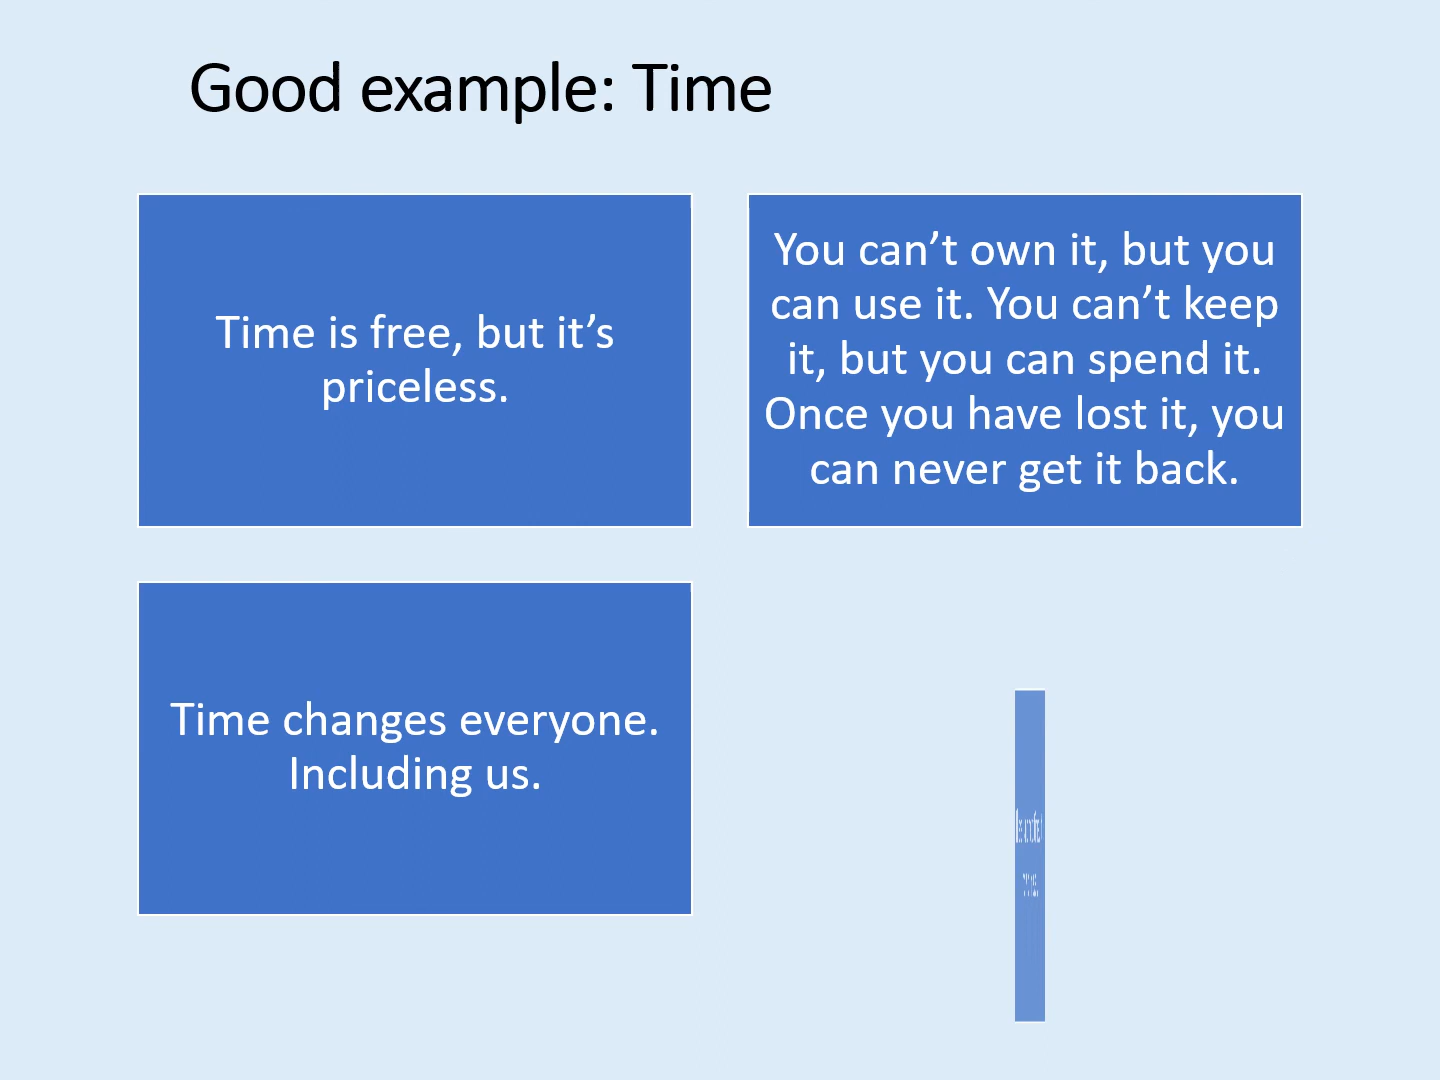 Good example: Time
Time is free, but it’s
priceless.
You can’t own it, but you
can use it. You can’t keep
it, but you can spend it.
Once you have lost it, you
can never get it back.
Time changes everyone.
Including us.